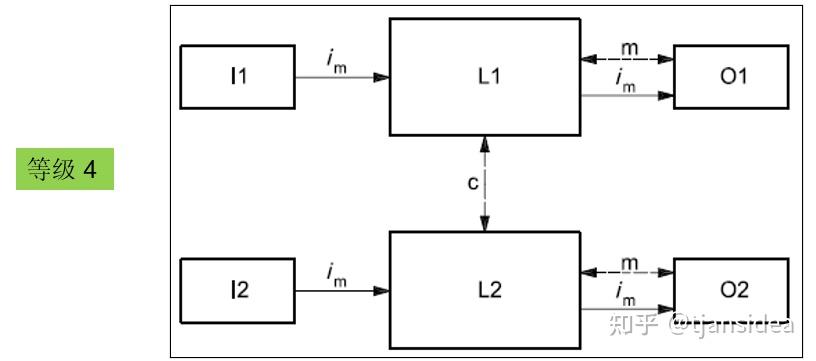 i_m
m
I1
L1
i_m
O1
等级 4
c
i_m
m
I2
L2
i_m
O2
知乎 @tjansidea